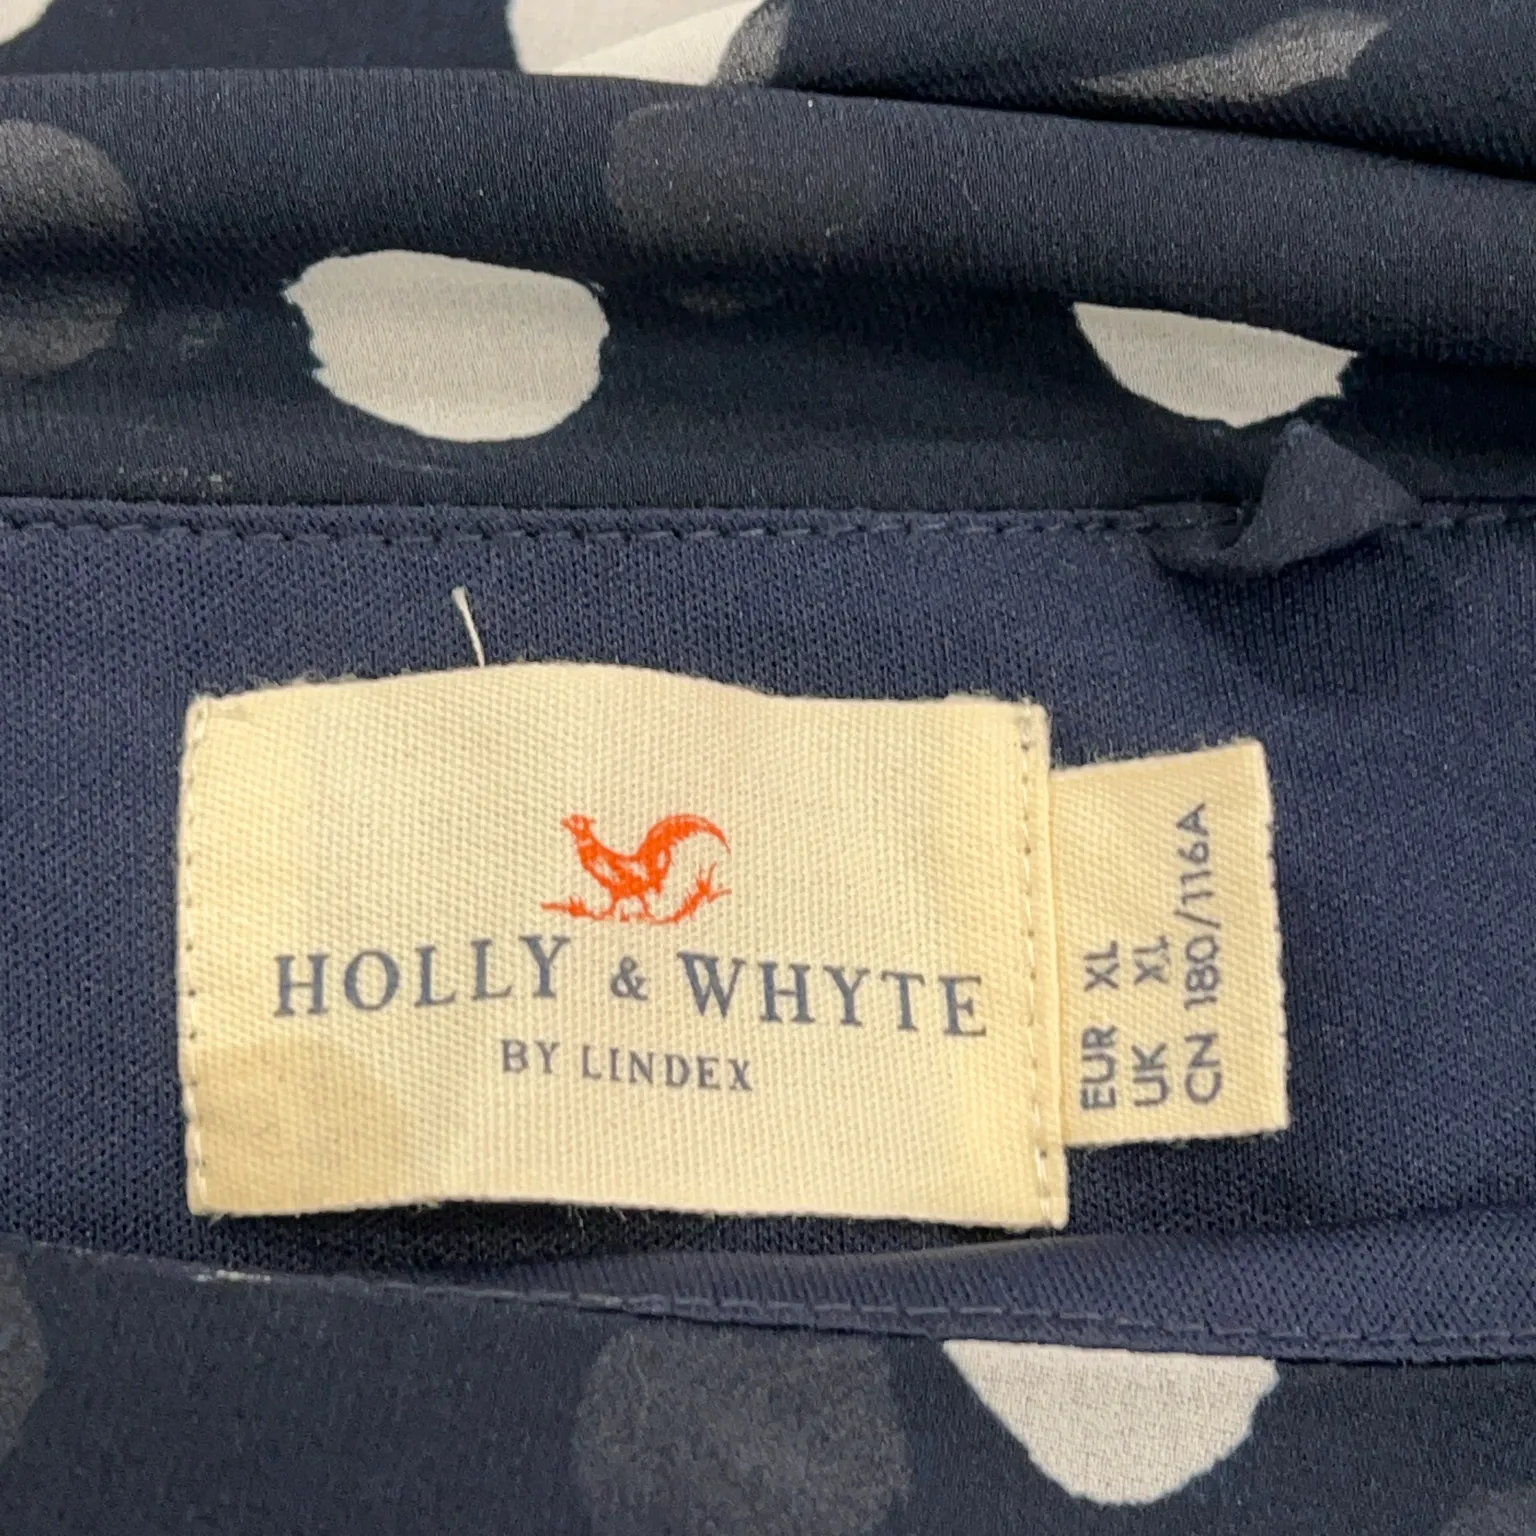 HOLLY & WHYTE
BY LINDEX
EUR XL
UK XL
CN 180/116A